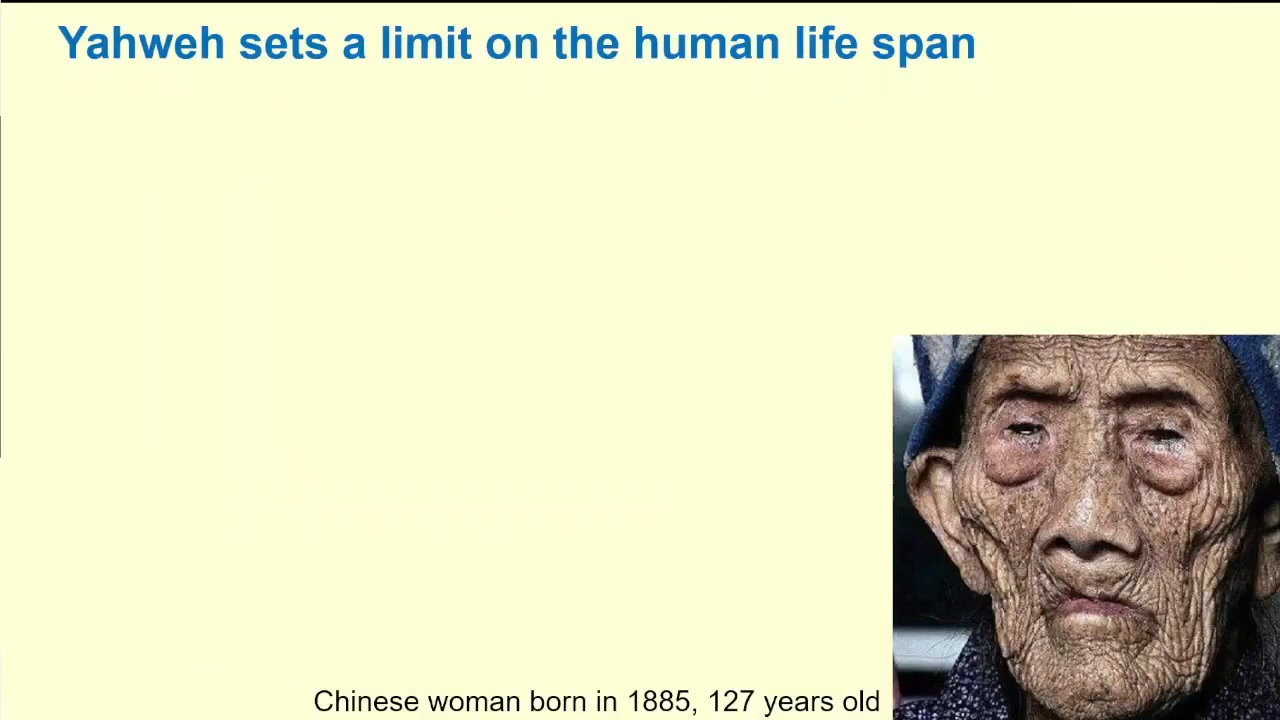 Yahweh sets a limit on the human life span
Chinese woman born in 1885, 127 years old